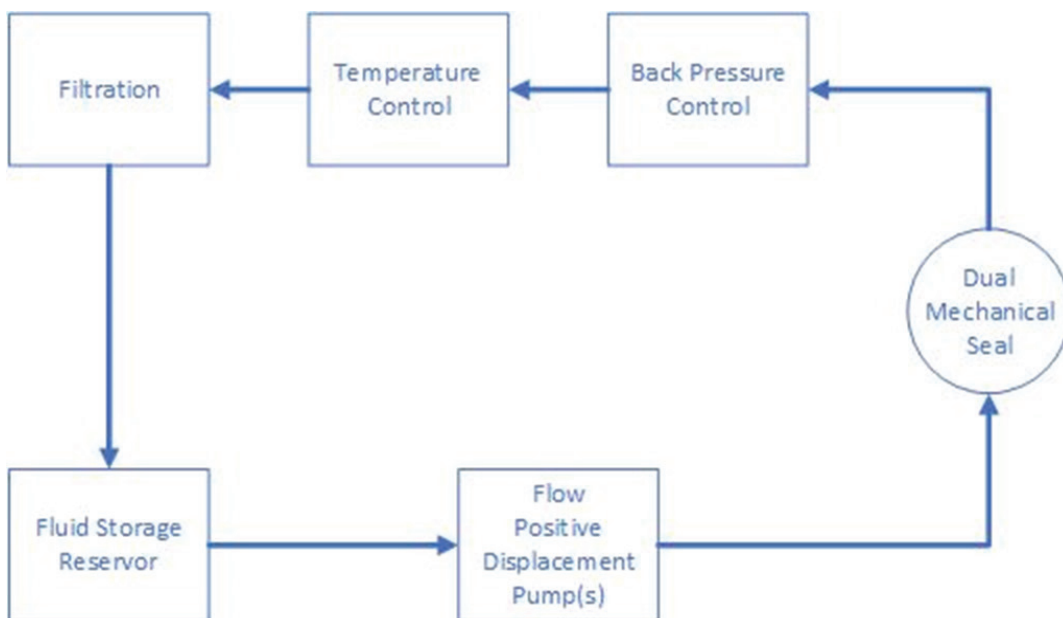 Filtration
Temperature
Control
Back Pressure
Control
Dual
Mechanical
Seal
Fluid Storage
Reservor
Flow
Positive
Displacement
Pump(s)